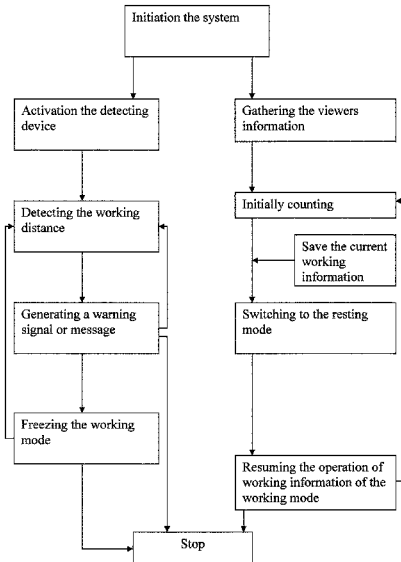 Initiation the system
Activation the detecting
device
Gathering the viewers
information
Detecting the working
distance
Initially counting
Save the current
working
information
Generating a warning
signal or message
Switching to the resting
mode
Freezing the working
mode
Resuming the operation of
working information of the
working mode
Stop